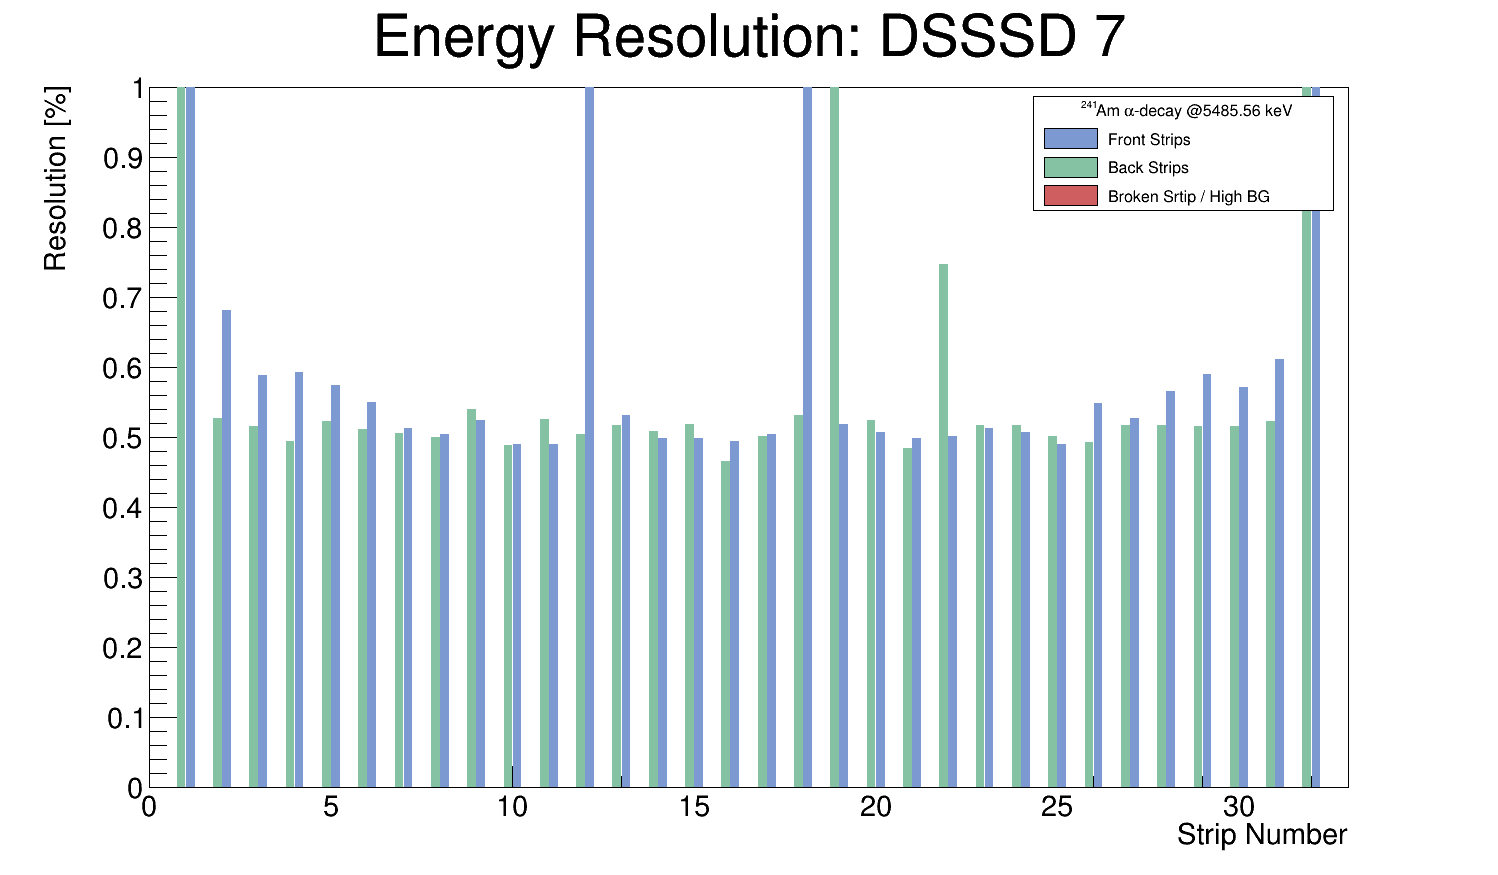 Energy Resolution: DSSSD 7
Resolution [%]
1
0.9
0.8
0.7
0.6
0.5
0.4
0.3
0.2
0.1
0
241Am α-decay @5485.56 keV
Front Strips
Back Strips
Broken Srtip / High BG
0 5 10 15 20 25 30
Strip Number